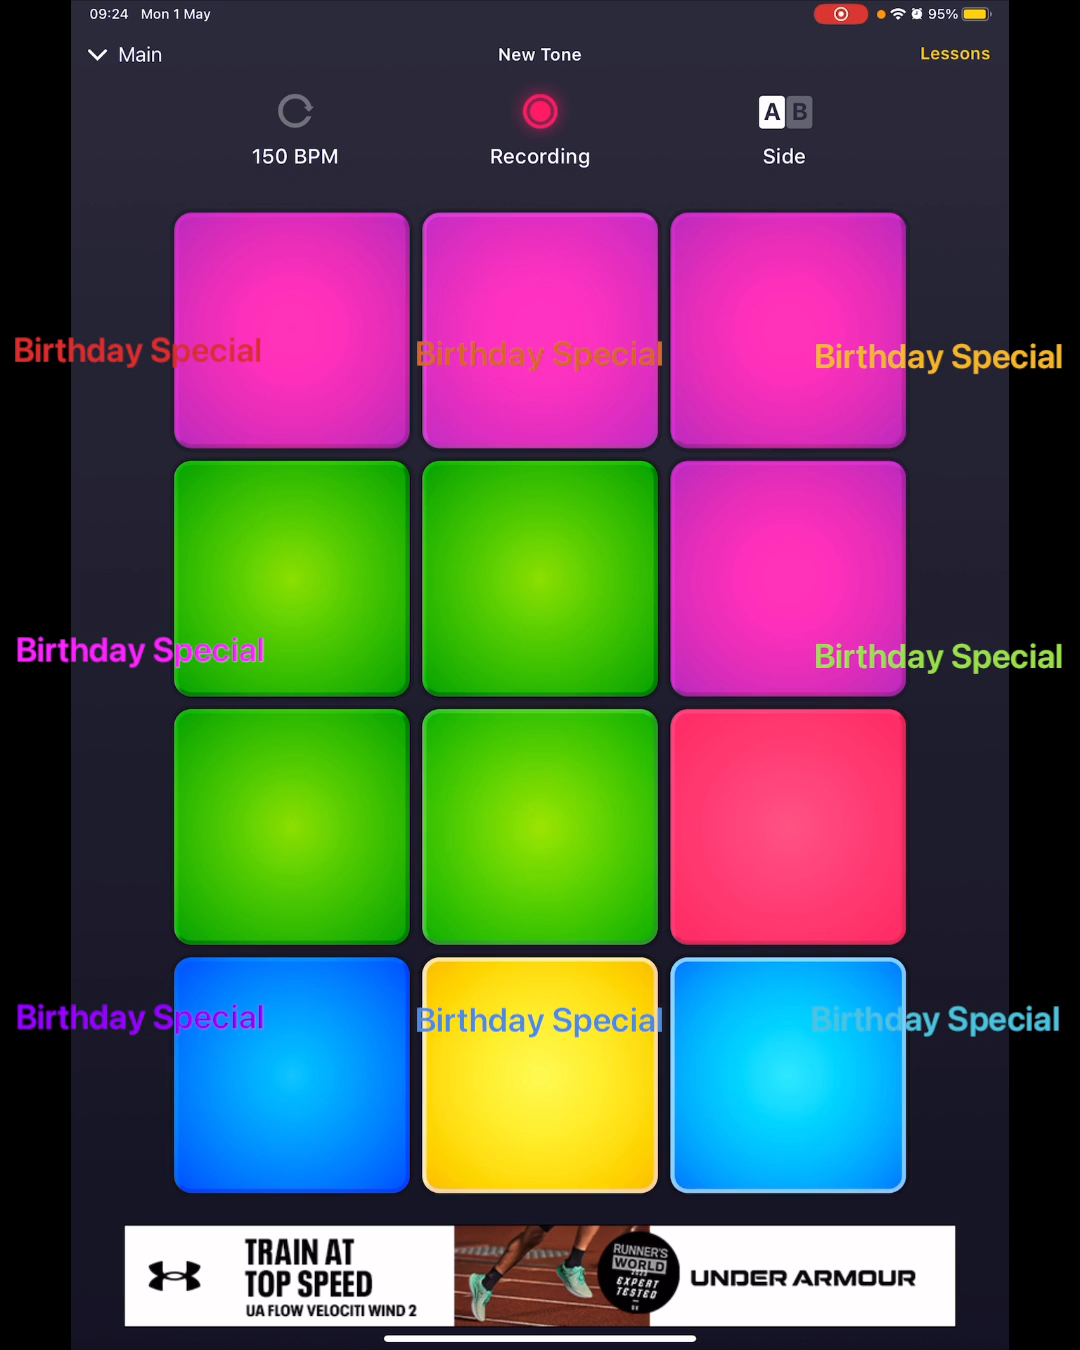 09:24 Mon 1 May
95%
Main
New Tone
Lessons
A B
150 BPM
Recording
Side
Birthday Special
Birthday Special
Birthday Special
Birthday Special
Birthday Special
Birthday Special
Birthday Special
Birthday Special
TRAIN AT
TOP SPEED
UA FLOW VELOCITI WIND 2
RUNNER'S
WORLD
EXPERT
TESTED
UNDER ARMOUR